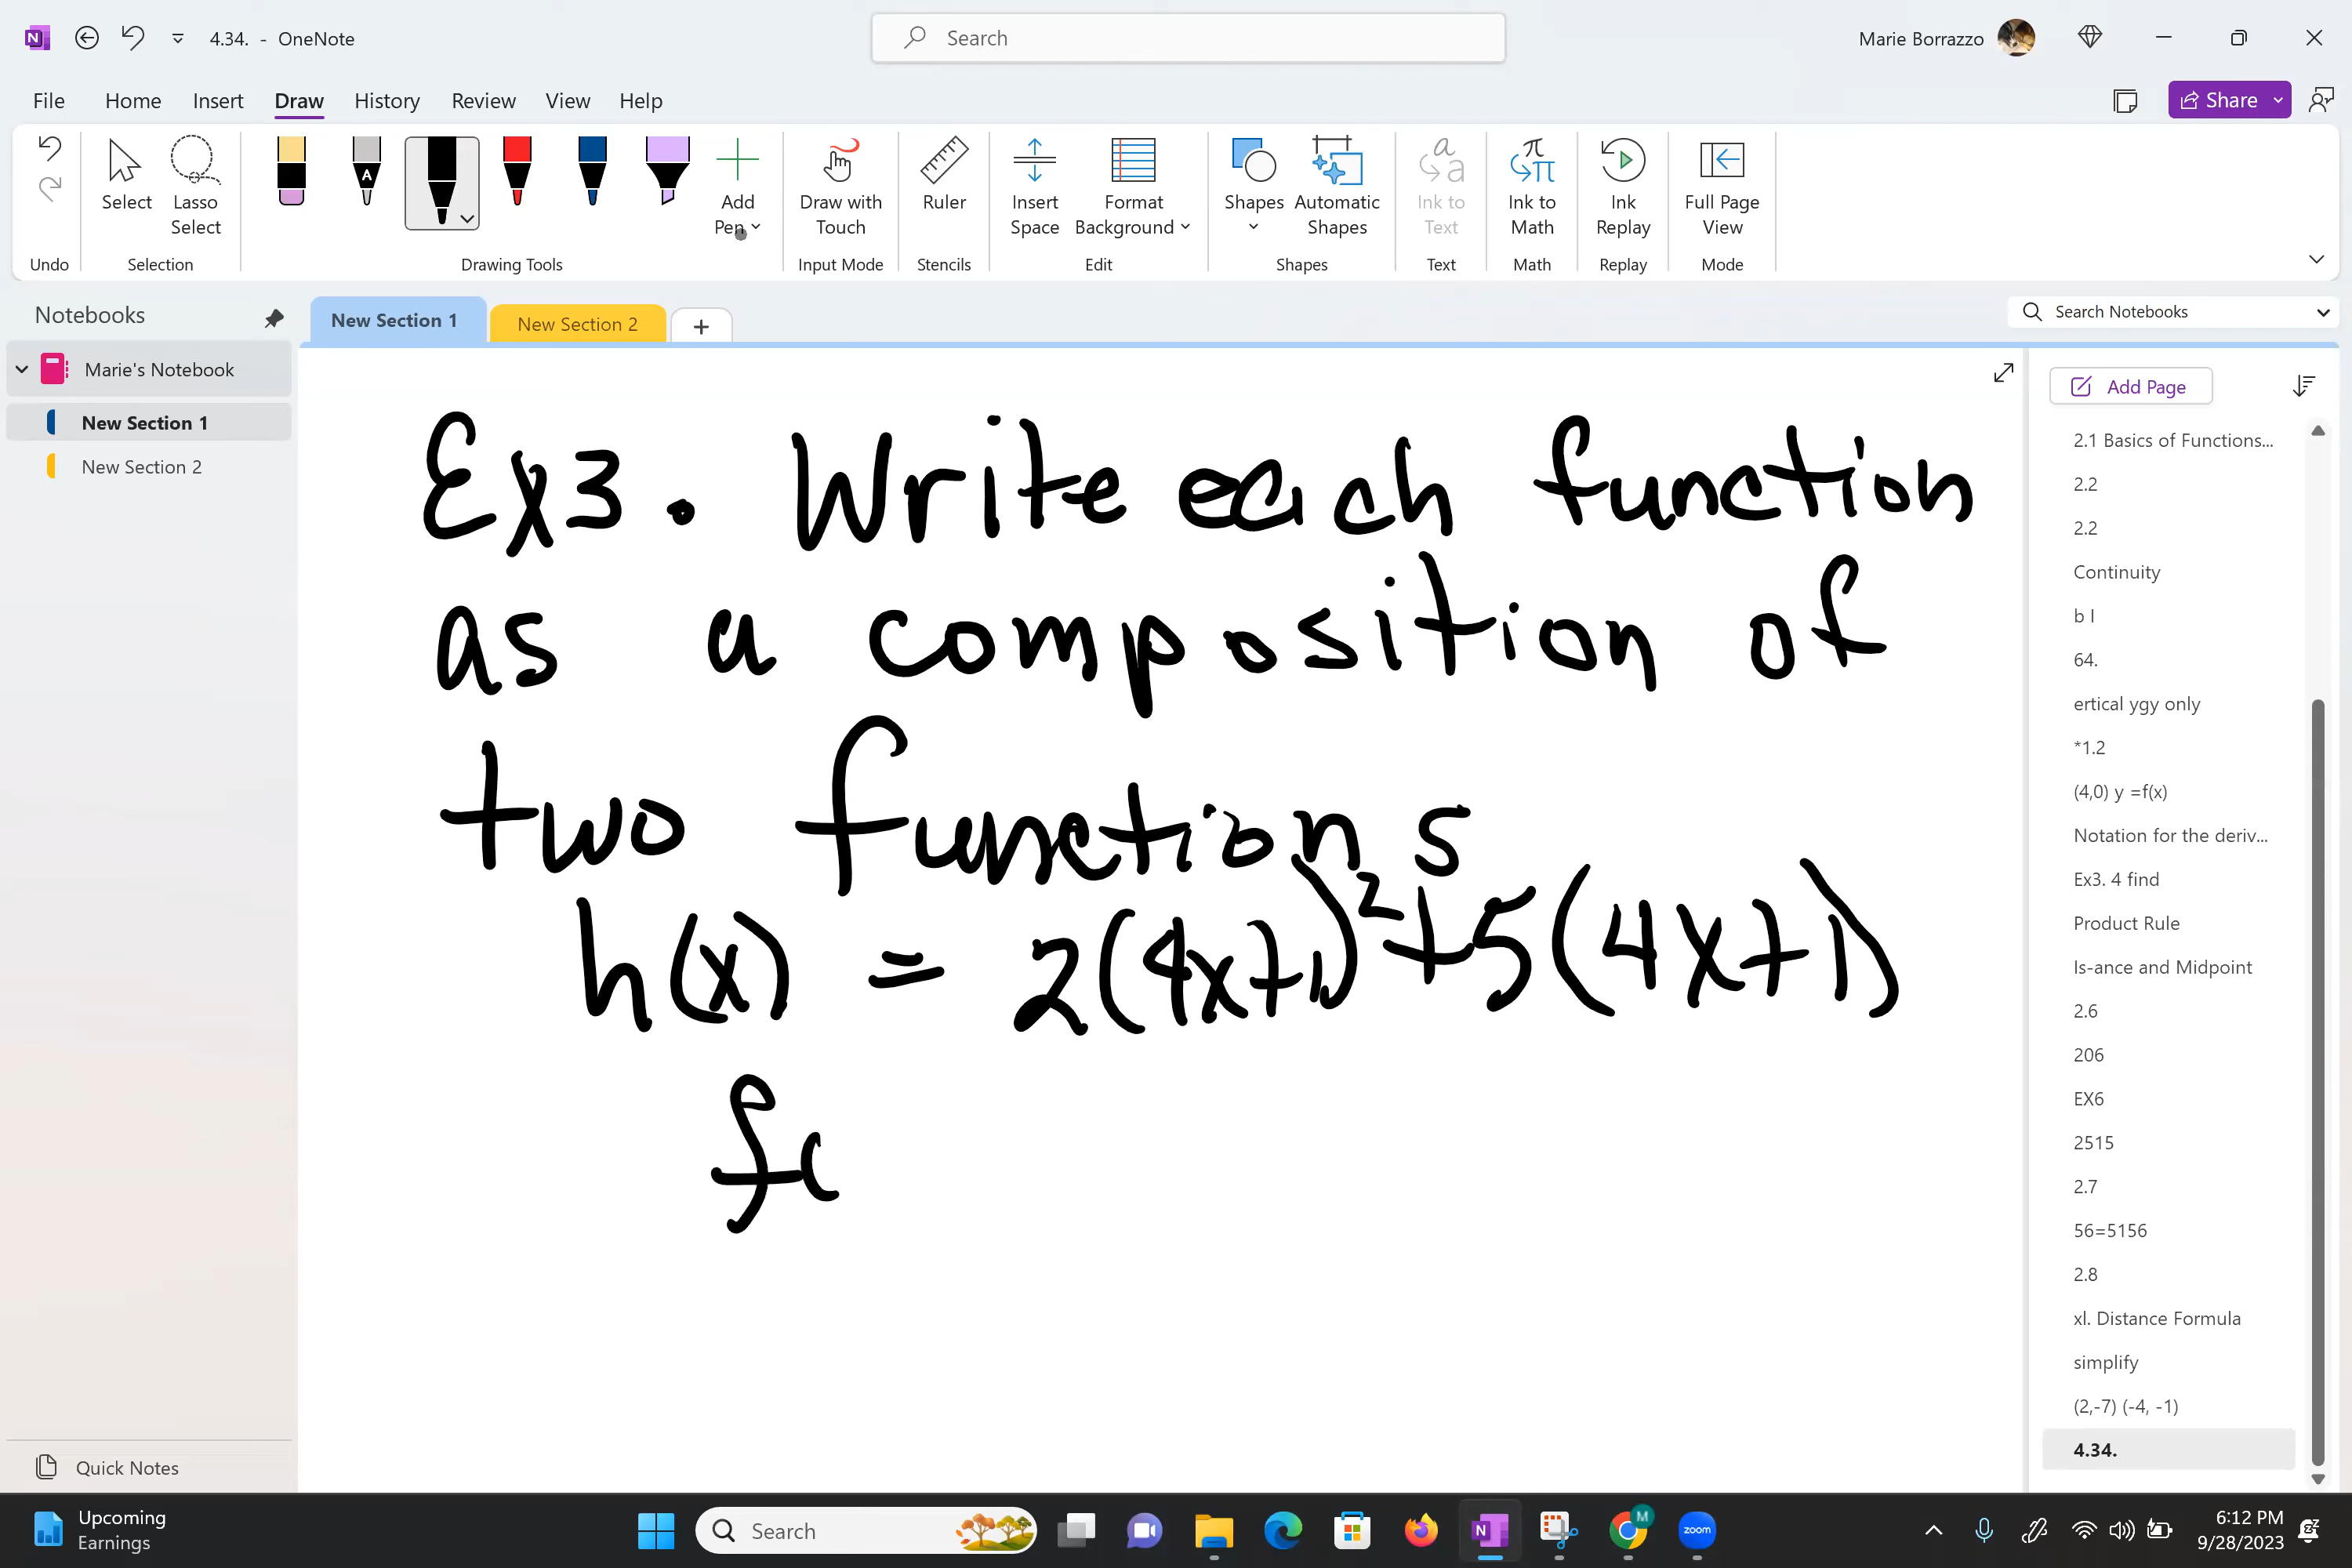 4.34. - OneNote
Search
Marie Borrazzo
File Home Insert Draw History Review View Help
Share
Select
Lasso Select
A
Add Pen
Draw with Touch
Ruler
Insert Space
Format Background
Shapes
Automatic Shapes
Ink to Text
Ink to Math
Ink Replay
Full Page View
Undo Selection Drawing Tools Input Mode Stencils Edit Shapes Text Math Replay Mode
Notebooks
Marie's Notebook
New Section 1
New Section 2
Quick Notes
New Section 1 New Section 2 +
Search Notebooks
Ex3. Write each function
as a composition of
two functions
h(x) = 2(4x+1)²+5(4x+1)
f(
Add Page
2.1 Basics of Functions...
2.2
2.2
Continuity
b I
64.
ertical ygy only
*1.2
(4,0) y =f(x)
Notation for the deriv...
Ex3. 4 find
Product Rule
Is-ance and Midpoint
2.6
206
EX6
2515
2.7
56=5156
2.8
xl. Distance Formula
simplify
(2,-7) (-4, -1)
4.34.
Upcoming
Earnings
Search
M
zoom
6:12 PM
9/28/2023